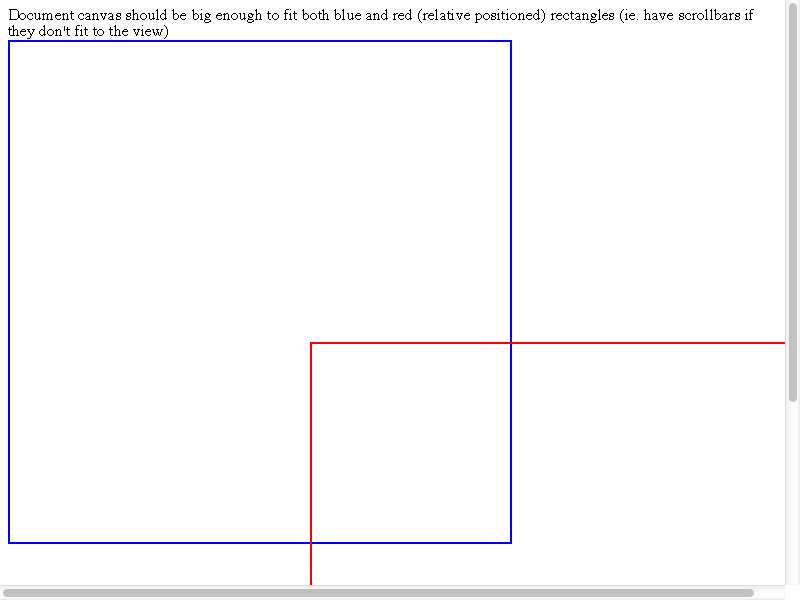 Document canvas should be big enough to fit both blue and red (relative positioned) rectangles (ie. have scrollbars if
they don't fit to the view)